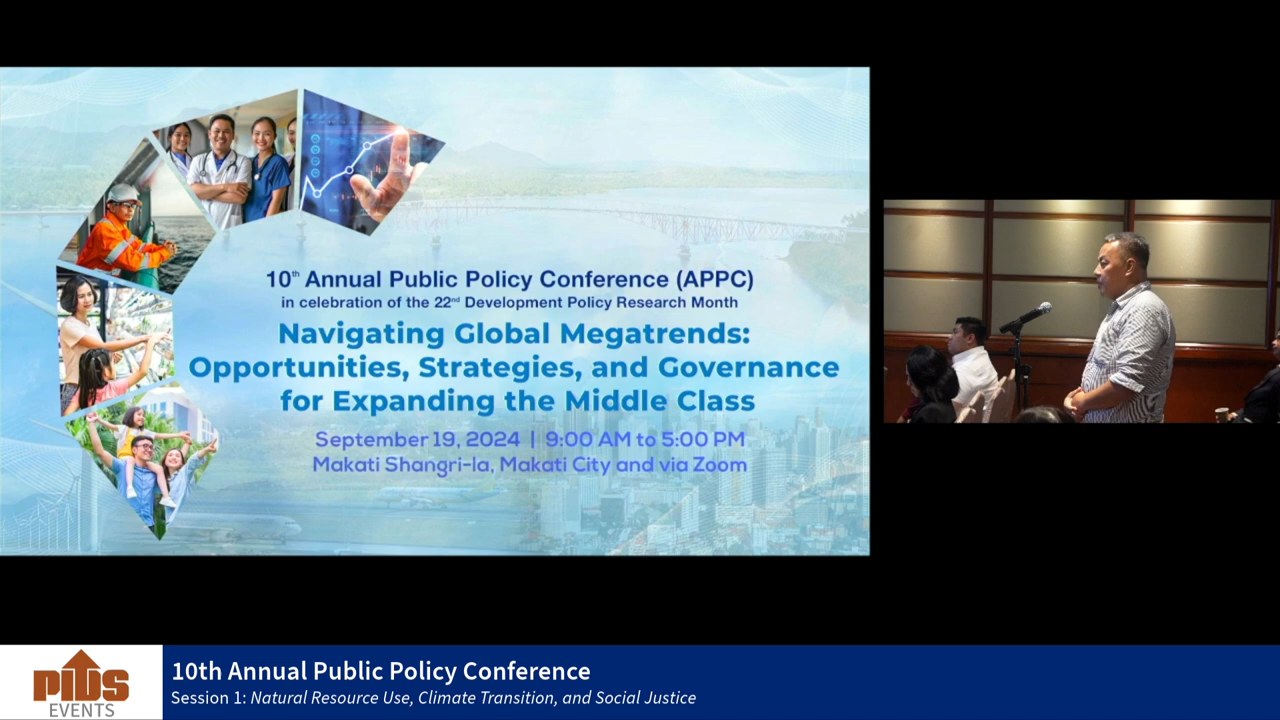 10th Annual Public Policy Conference (APPC)
in celebration of the 22nd Development Policy Research Month
Navigating Global Megatrends:
Opportunities, Strategies, and Governance
for Expanding the Middle Class
September 19, 2024 | 9:00 AM to 5:00 PM
Makati Shangri-la, Makati City and via Zoom
PIDS
EVENTS
10th Annual Public Policy Conference
Session 1: Natural Resource Use, Climate Transition, and Social Justice